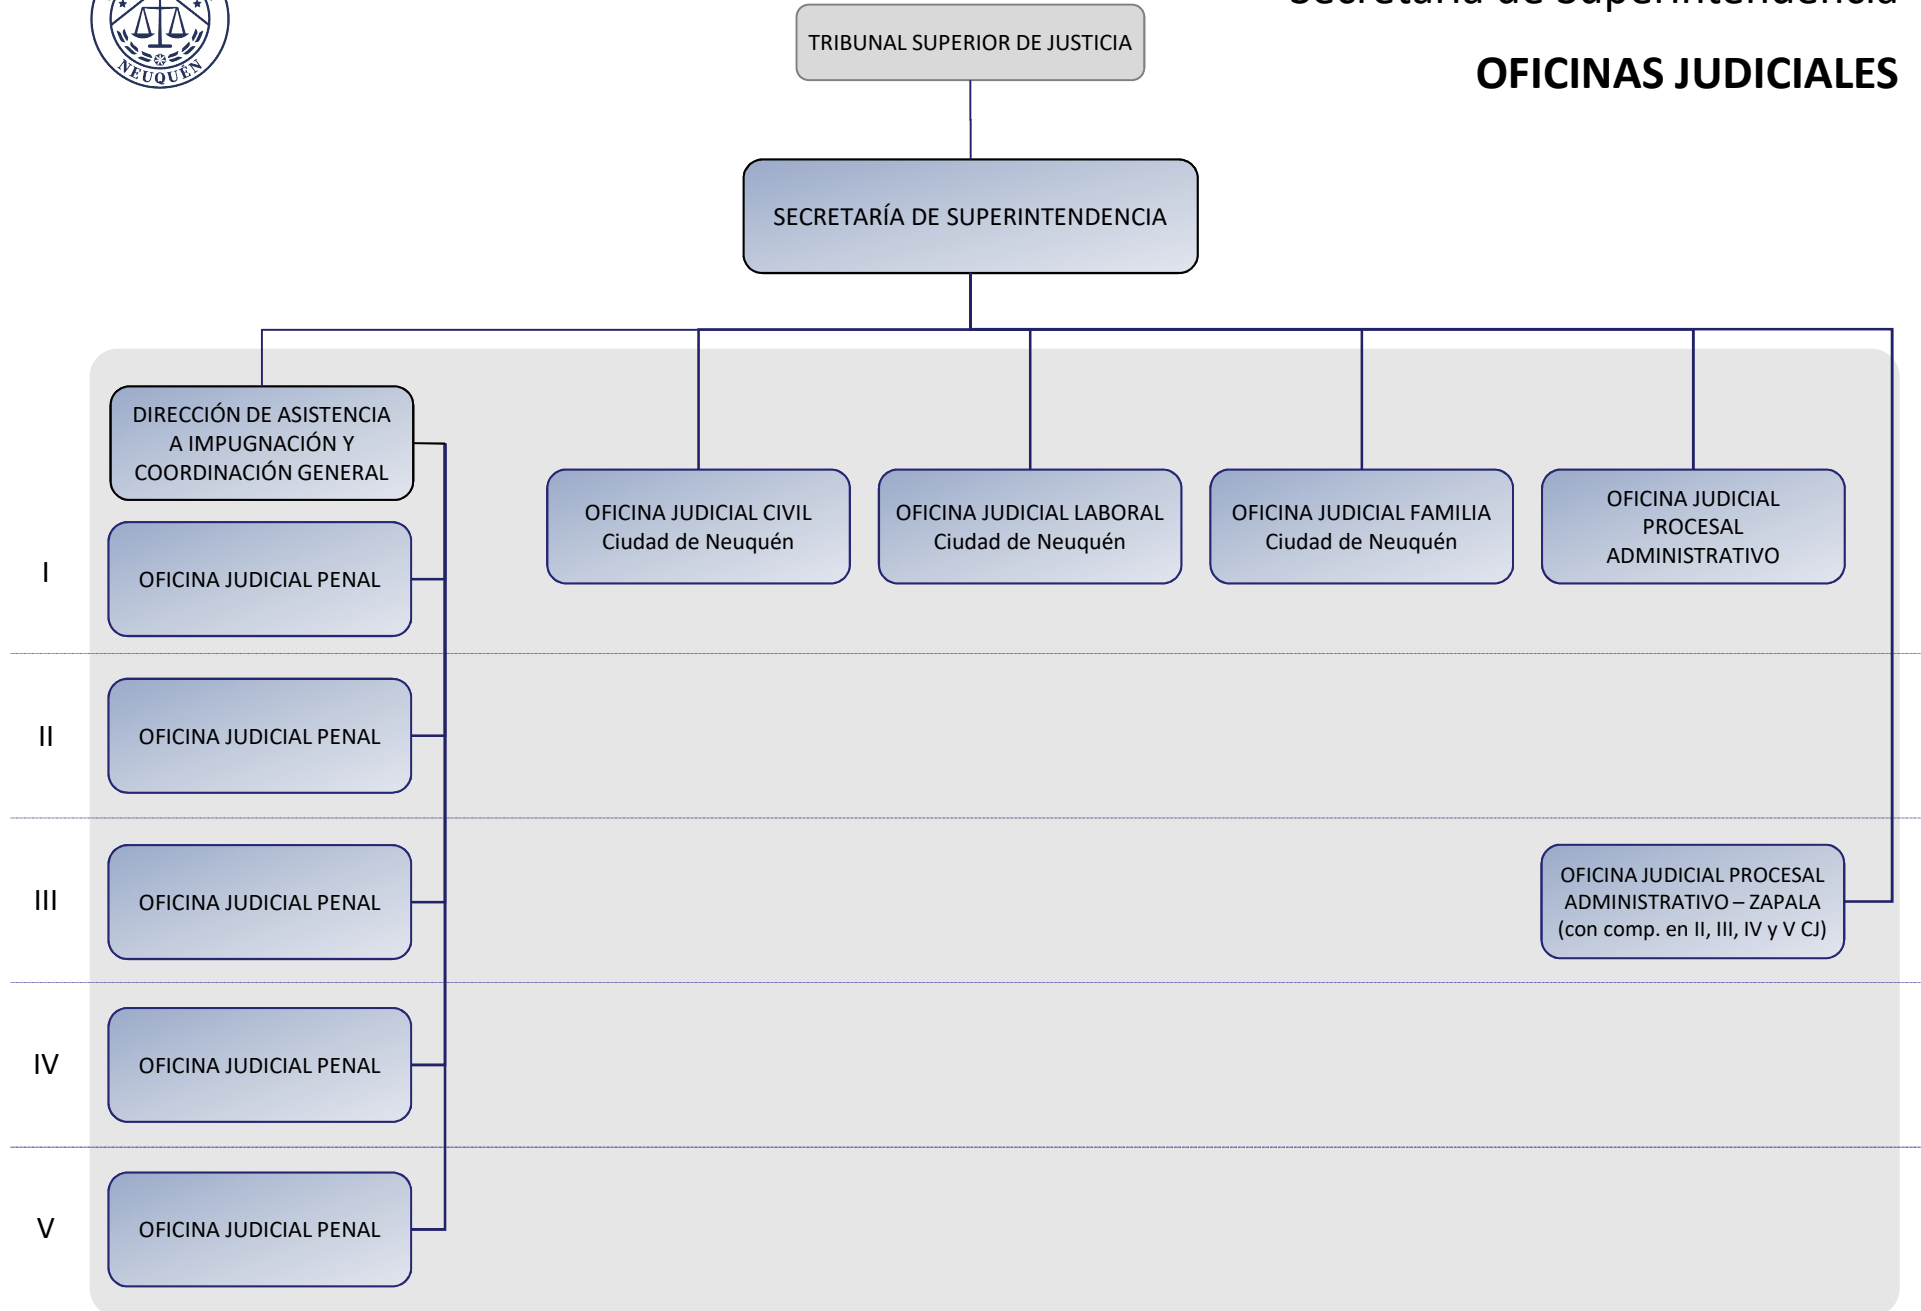 Secretaría de Superintendencia
OFICINAS JUDICIALES
NEUQUÉN
TRIBUNAL SUPERIOR DE JUSTICIA
SECRETARÍA DE SUPERINTENDENCIA
DIRECCIÓN DE ASISTENCIA
A IMPUGNACIÓN Y
COORDINACIÓN GENERAL
OFICINA JUDICIAL CIVIL
Ciudad de Neuquén
OFICINA JUDICIAL LABORAL
Ciudad de Neuquén
OFICINA JUDICIAL FAMILIA
Ciudad de Neuquén
OFICINA JUDICIAL
PROCESAL
ADMINISTRATIVO
I
OFICINA JUDICIAL PENAL
II
OFICINA JUDICIAL PENAL
III
OFICINA JUDICIAL PENAL
OFICINA JUDICIAL PROCESAL
ADMINISTRATIVO – ZAPALA
(con comp. en II, III, IV y V CJ)
IV
OFICINA JUDICIAL PENAL
V
OFICINA JUDICIAL PENAL